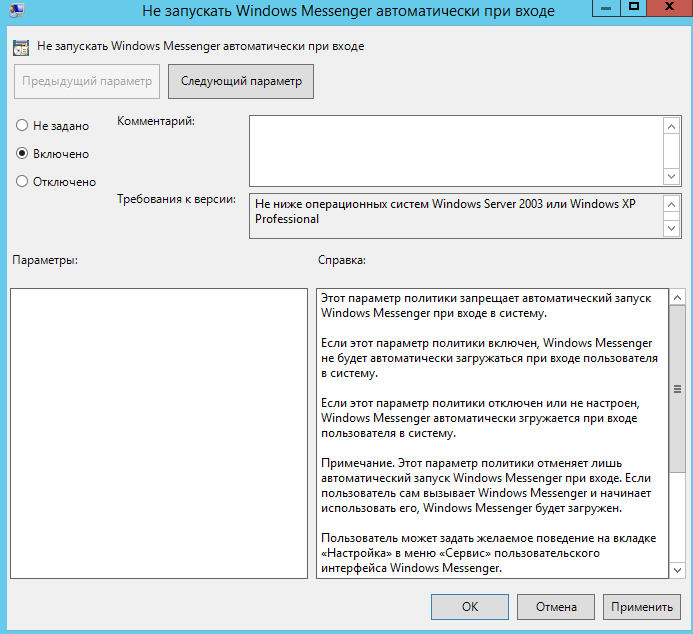 Не запускать Windows Messenger автоматически при входе
Не запускать Windows Messenger автоматически при входе
Предыдущий параметр
Следующий параметр
Не задано
Комментарий:
Включено
Отключено
Требования к версии:
Не ниже операционных систем Windows Server 2003 или Windows XP
Professional
Параметры:
Справка:
Этот параметр политики запрещает автоматический запуск
Windows Messenger при входе в систему.
Если этот параметр политики включен, Windows Messenger
не будет автоматически загружаться при входе пользователя
в систему.
Если этот параметр политики отключен или не настроен,
Windows Messenger автоматически згружается при входе
пользователя в систему.
Примечание. Этот параметр политики отменяет лишь
автоматический запуск Windows Messenger при входе. Если
пользователь сам вызывает Windows Messenger и начинает
использовать его, Windows Messenger будет загружен.
Пользователь может задать желаемое поведение на вкладке
«Настройка» в меню «Сервис» пользовательского
интерфейса Windows Messenger.
ОК
Отмена
Применить